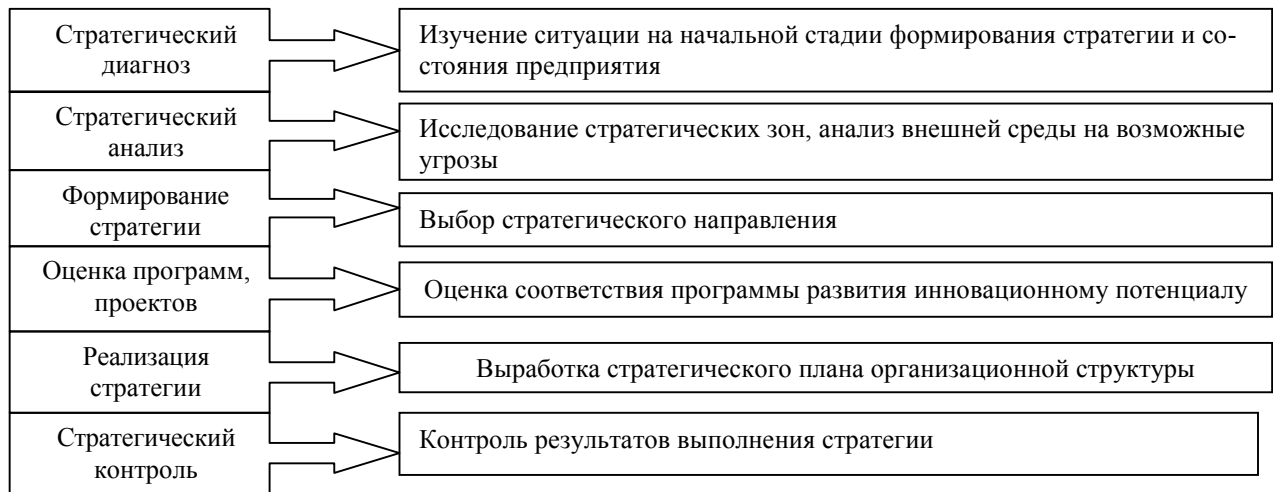 Стратегический
диагноз
Изучение ситуации на начальной стадии формирования стратегии и со-
стояния предприятия
Стратегический
анализ
Исследование стратегических зон, анализ внешней среды на возможные
угрозы
Формирование
стратегии
Выбор стратегического направления
Оценка программ,
проектов
Оценка соответствия программы развития инновационному потенциалу
Реализация
стратегии
Выработка стратегического плана организационной структуры
Стратегический
контроль
Контроль результатов выполнения стратегии